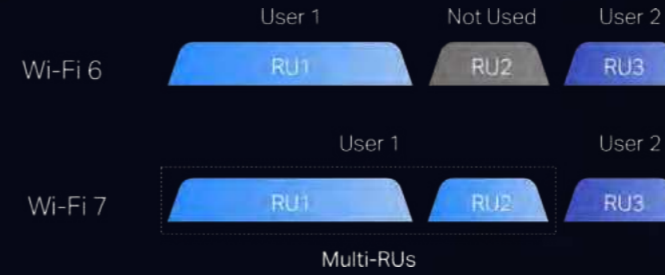 User 1 Not Used User 2
Wi-Fi 6 RU1 RU2 RU3
User 1 User 2
Wi-Fi 7 RU1 RU2 RU3
Multi-RUs